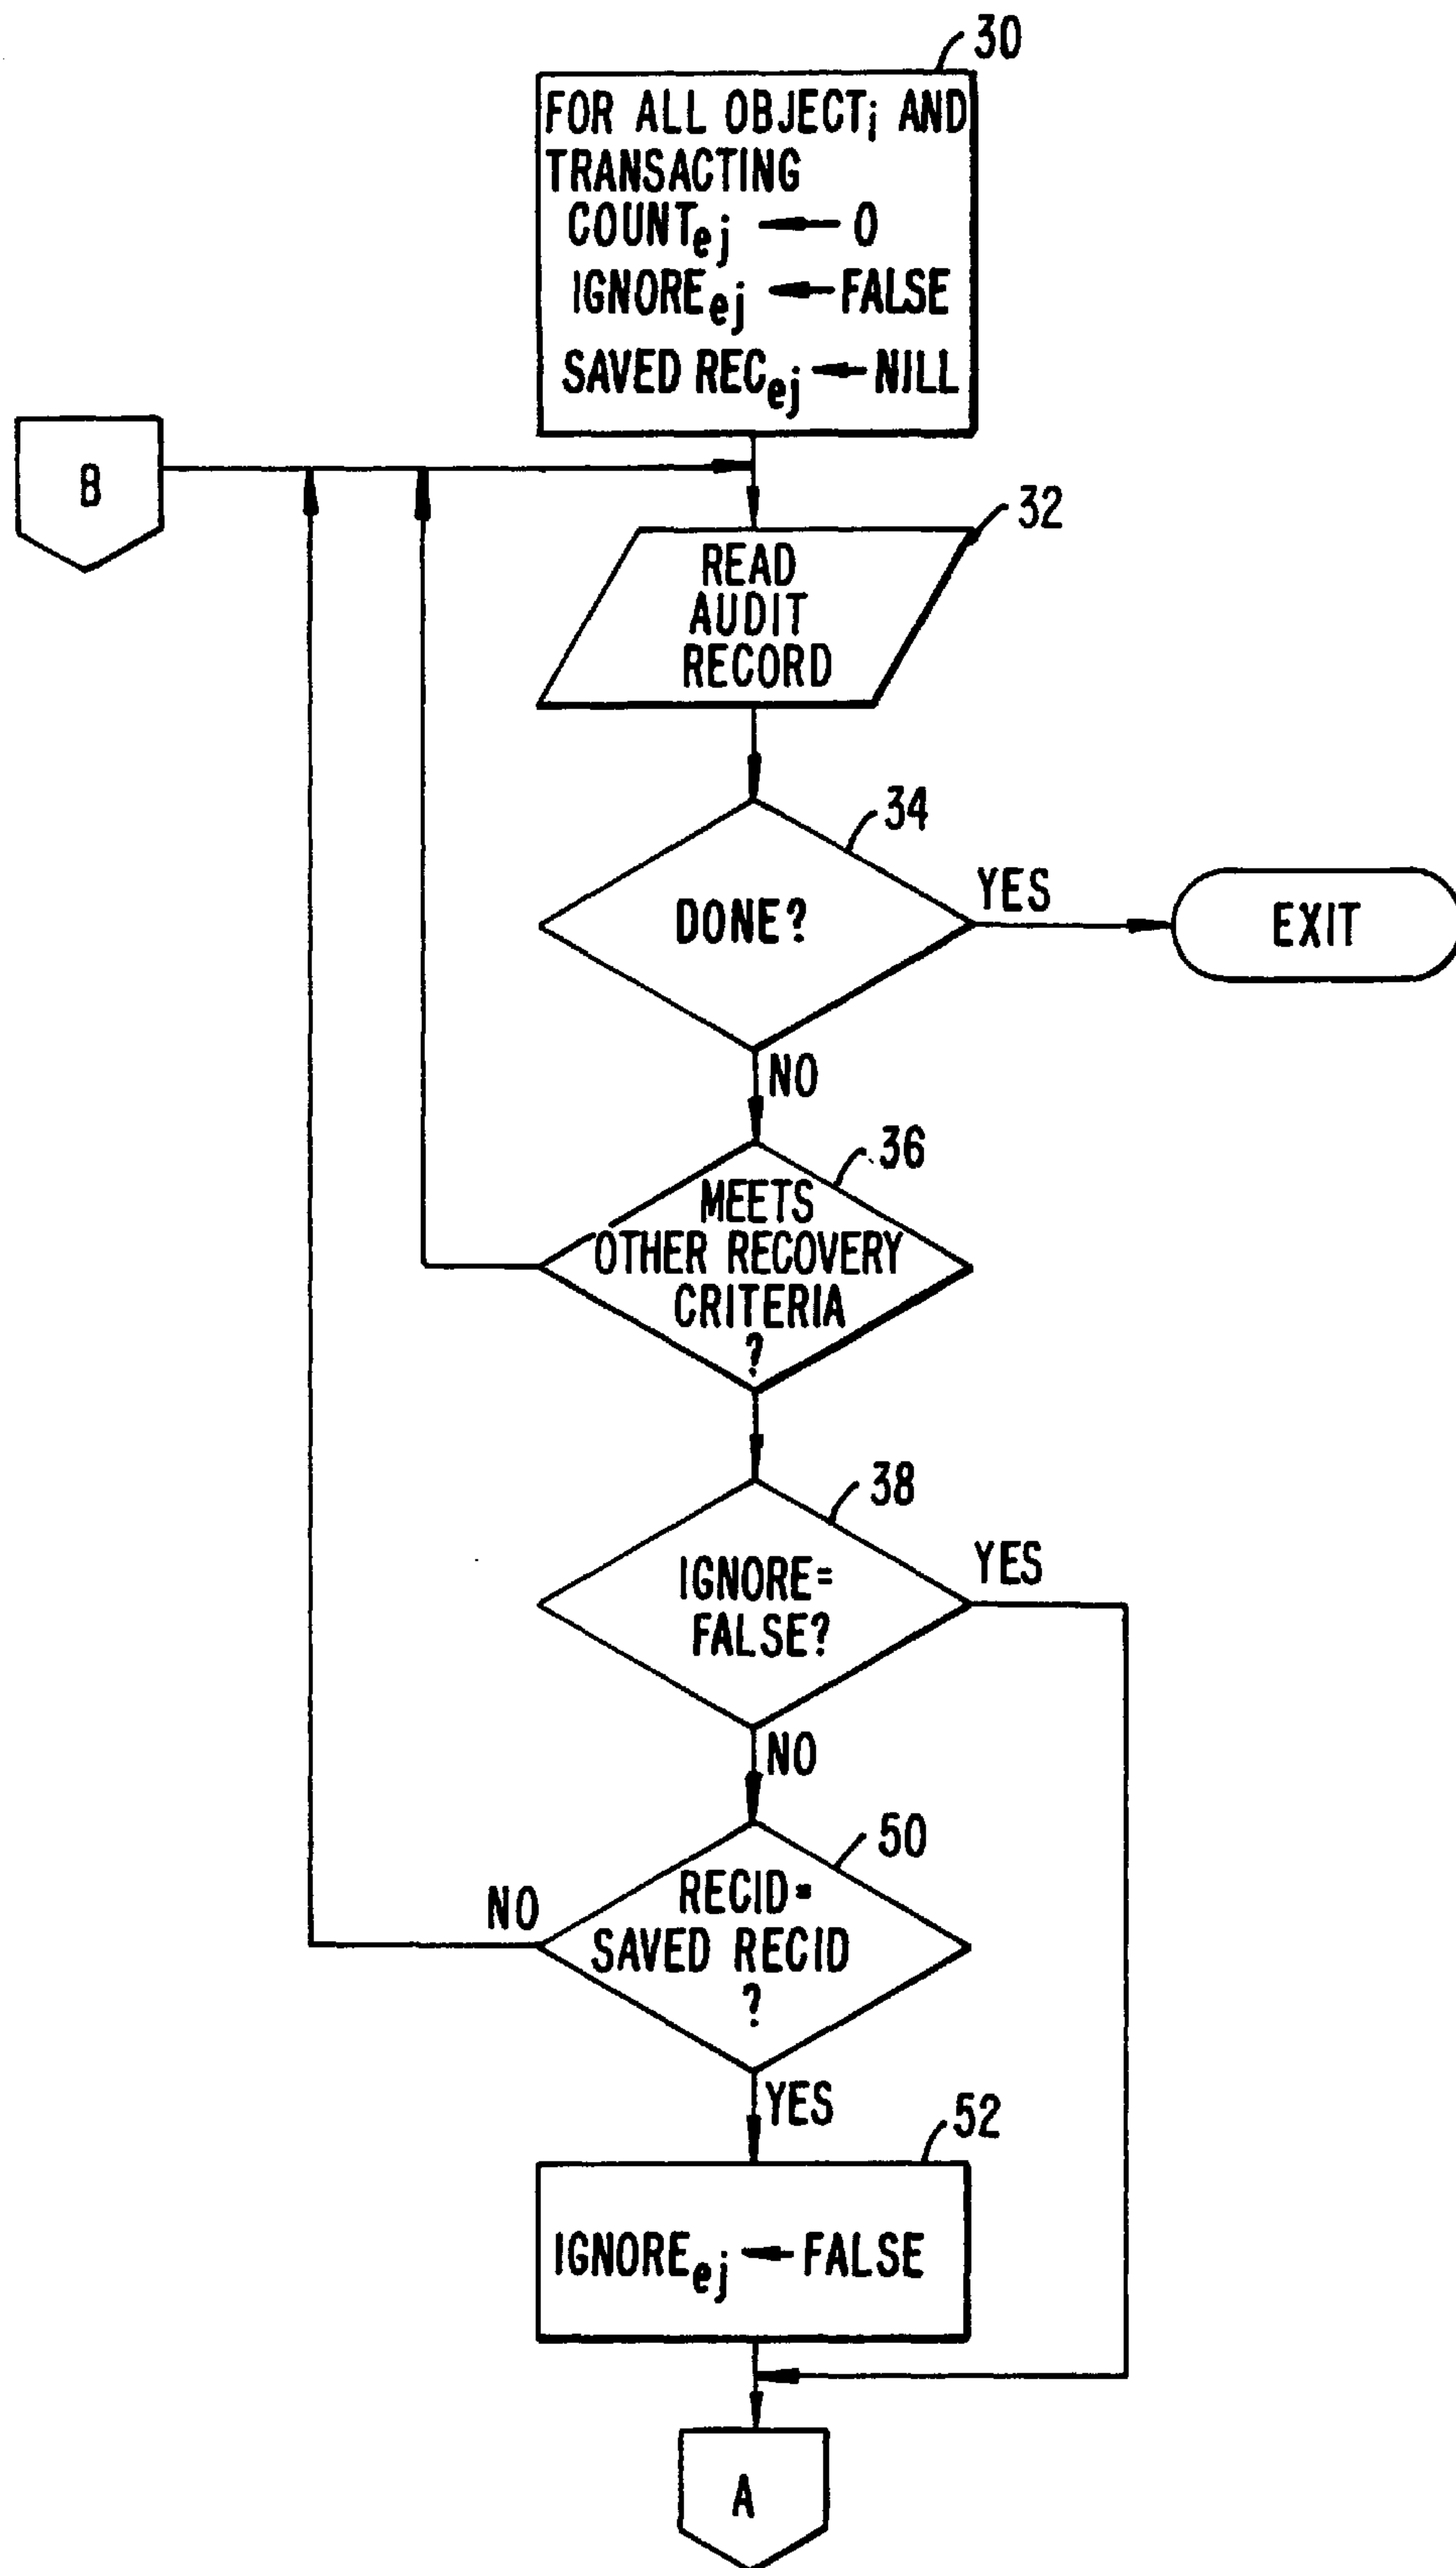 30
FOR ALL OBJECTi AND
TRANSACTING
COUNTej ← 0
IGNOREej ← FALSE
SAVED RECej ← NILL
B
32
READ
AUDIT
RECORD
34
DONE?
YES
EXIT
NO
36
MEETS
OTHER RECOVERY
CRITERIA
?
38
IGNORE=
FALSE?
YES
NO
50
RECID=
SAVED RECID
?
NO
YES
52
IGNOREej ← FALSE
A